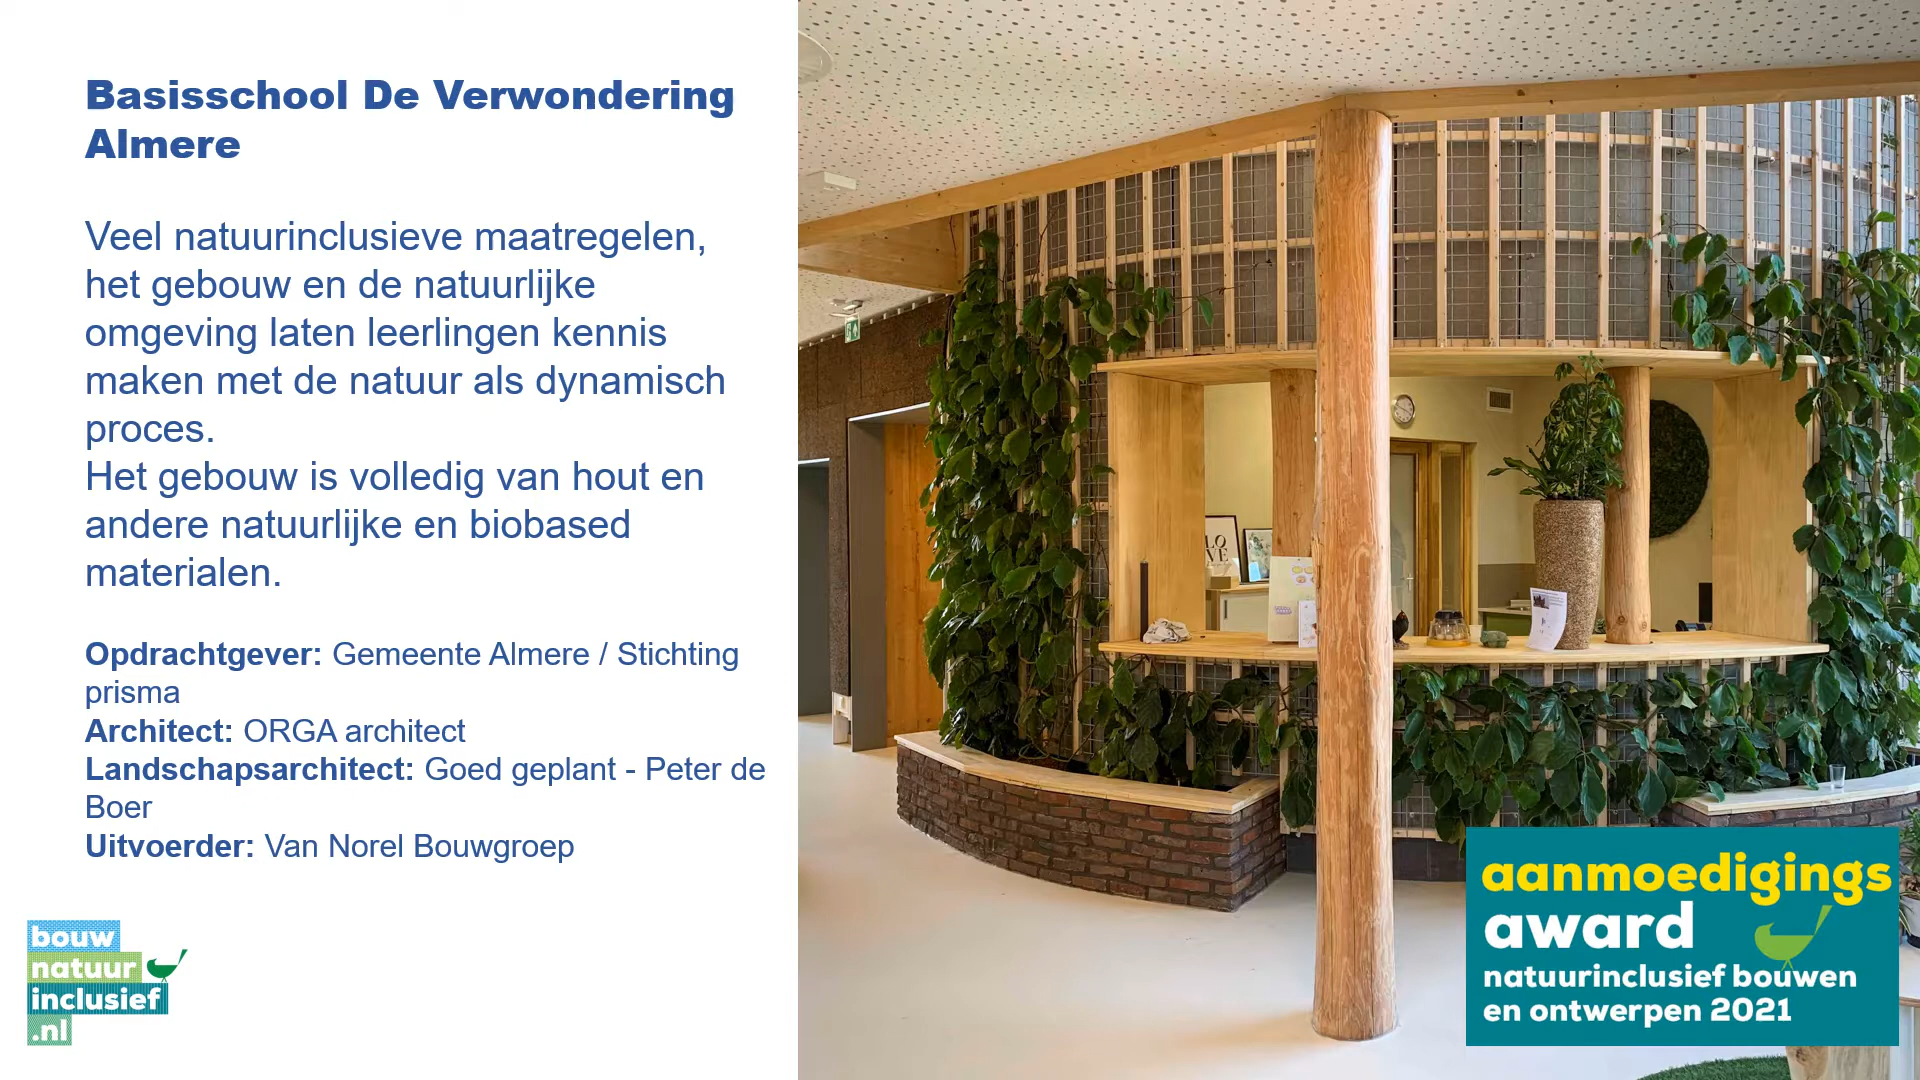 Basisschool De Verwondering
Almere
Veel natuurinclusieve maatregelen,
het gebouw en de natuurlijke
omgeving laten leerlingen kennis
maken met de natuur als dynamisch
proces.
Het gebouw is volledig van hout en
andere natuurlijke en biobased
materialen.
Opdrachtgever: Gemeente Almere / Stichting
prisma
Architect: ORGA architect
Landschapsarchitect: Goed geplant - Peter de
Boer
Uitvoerder: Van Norel Bouwgroep
bouw
natuur
inclusief
.nl
LO
VE
aanmoedigings
award
natuurinclusief bouwen
en ontwerpen 2021